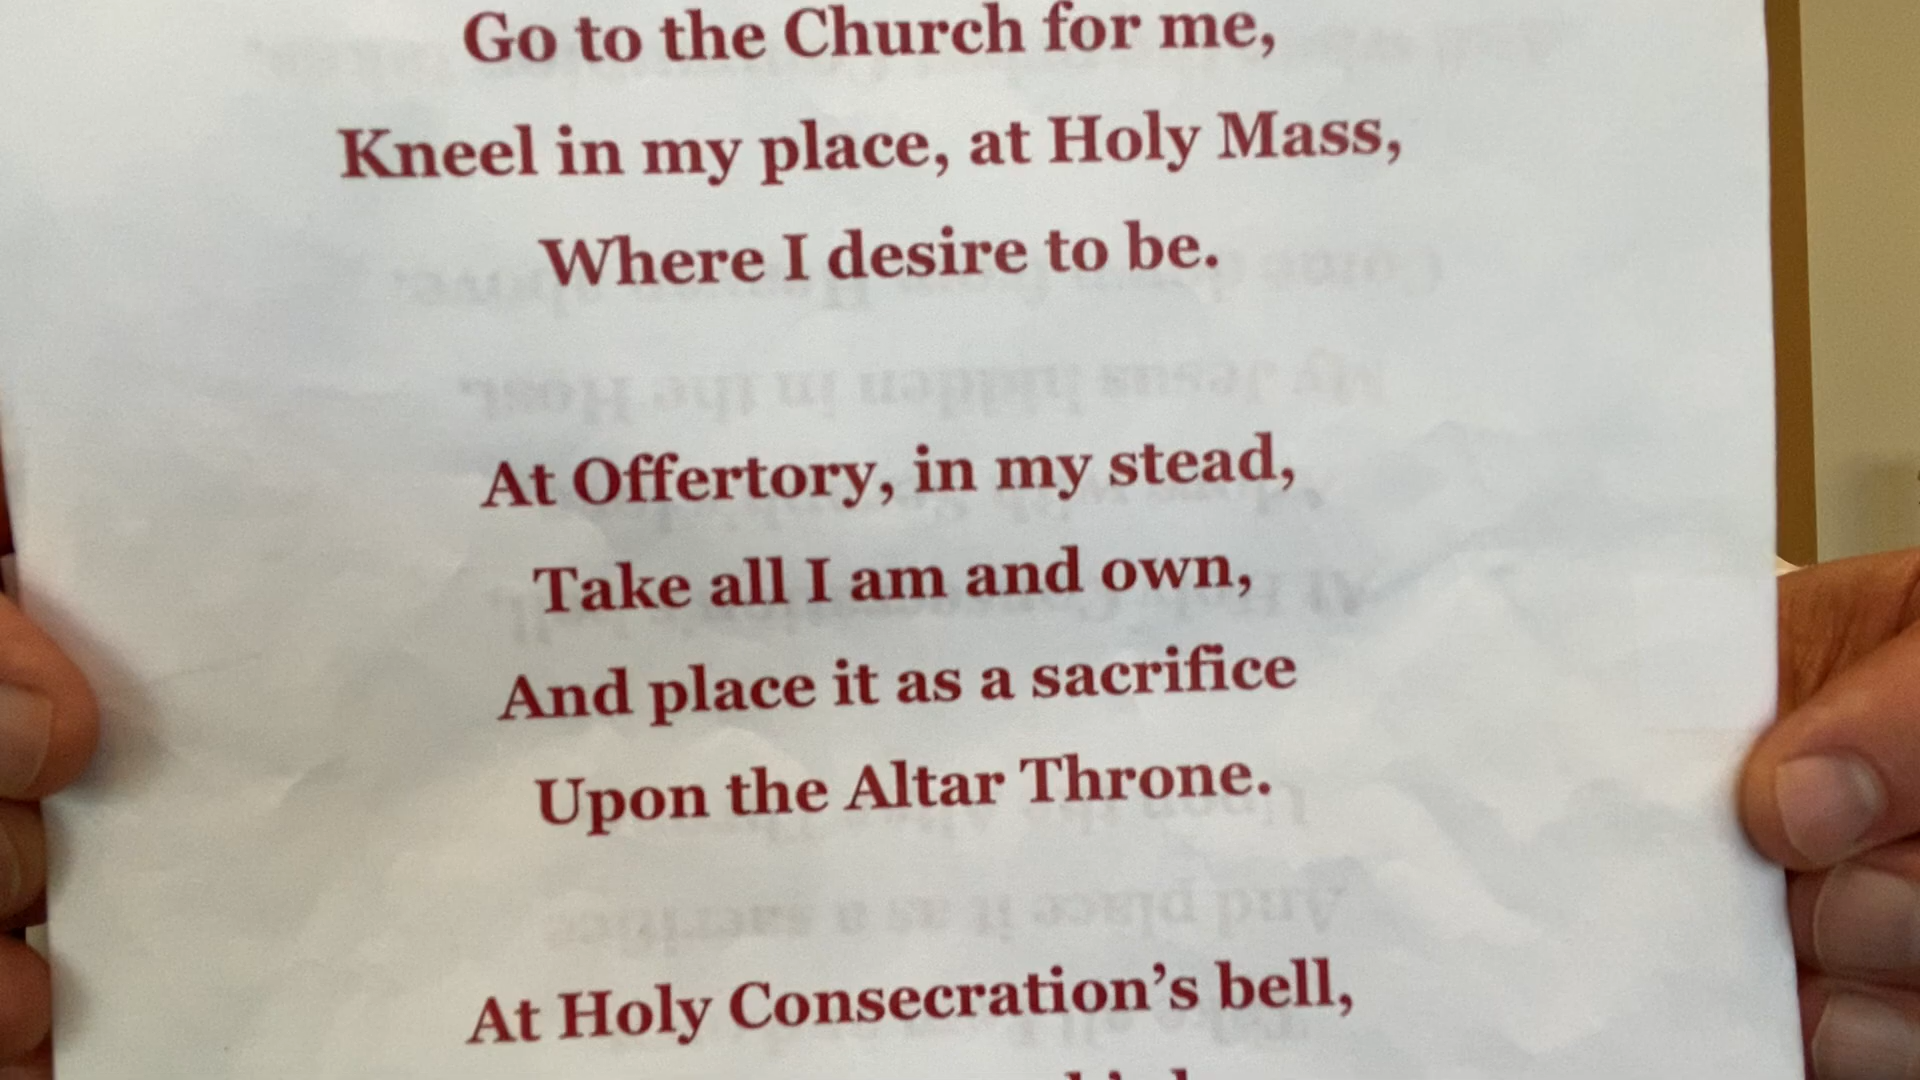 Go to the Church for me,
Kneel in my place, at Holy Mass,
Where I desire to be.
At Offertory, in my stead,
Take all I am and own,
And place it as a sacrifice
Upon the Altar Throne.
At Holy Consecration’s bell,